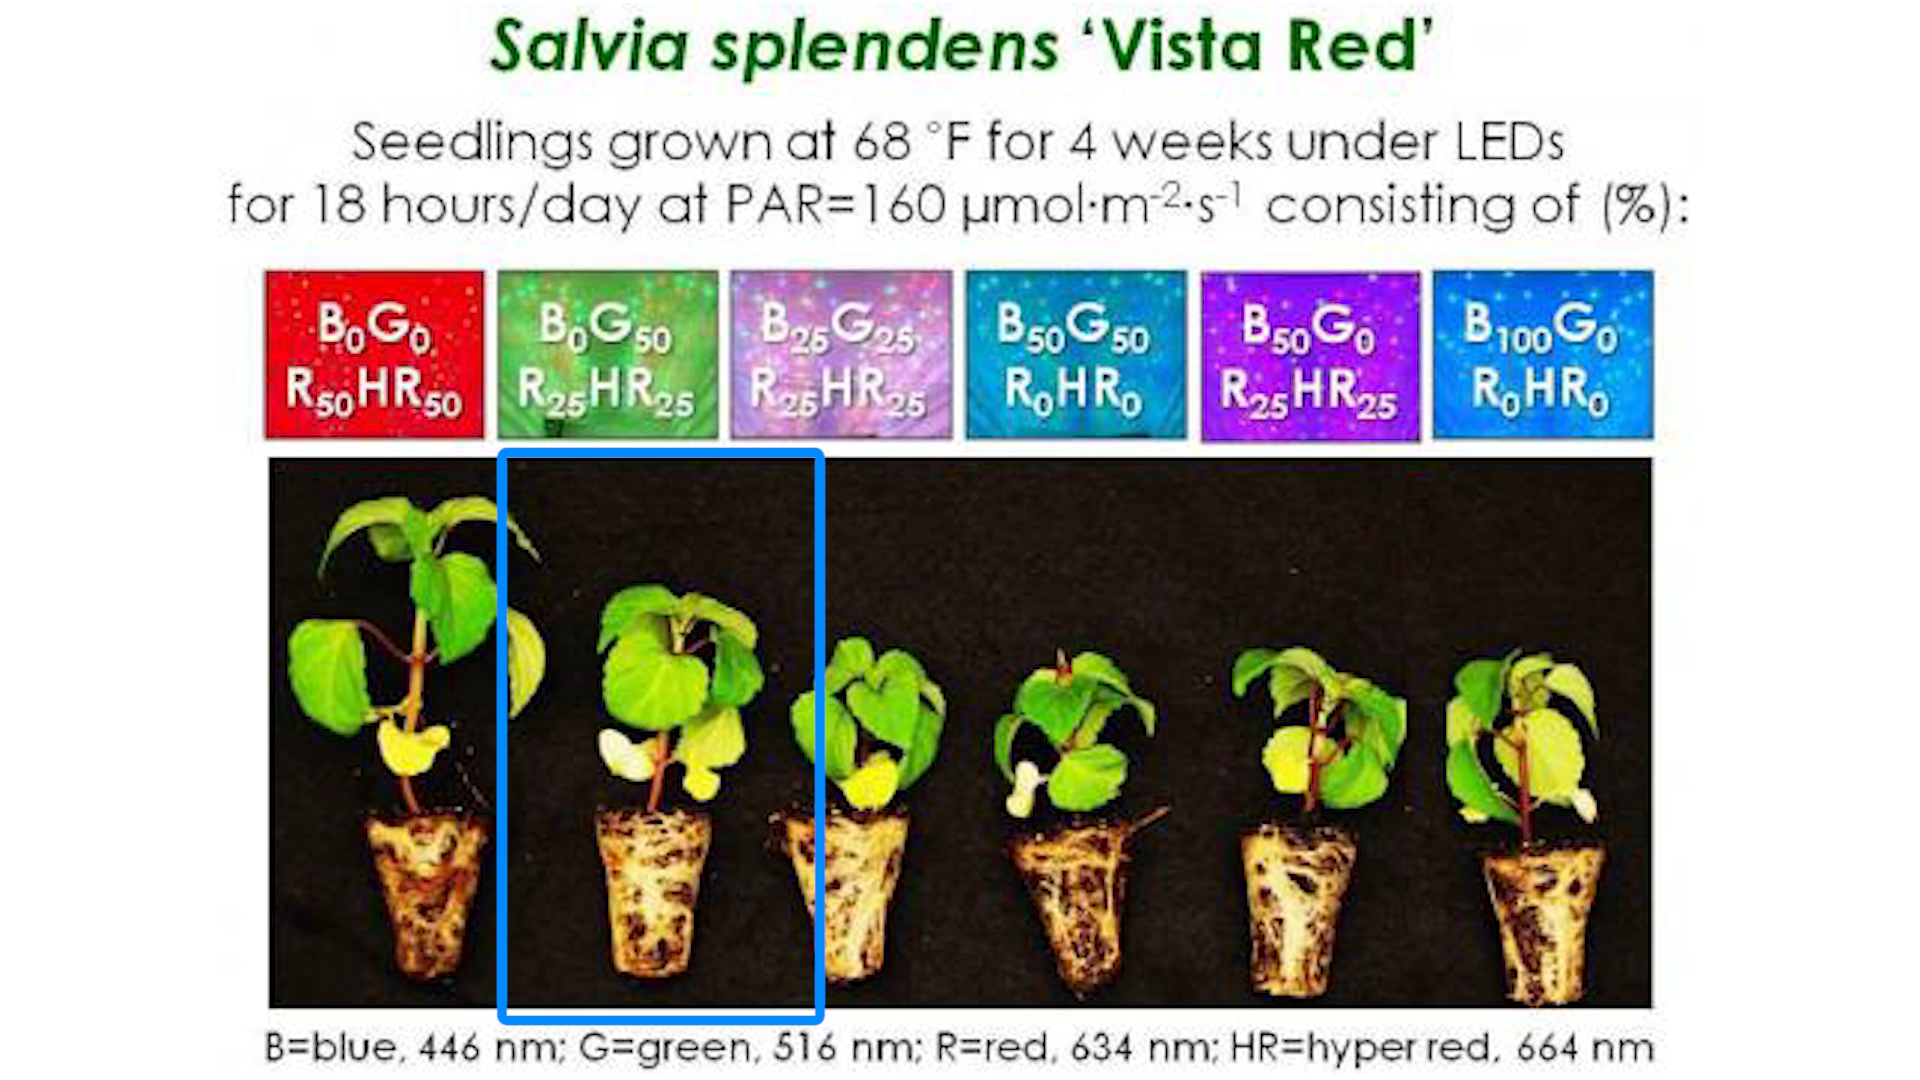 Salvia splendens ‘Vista Red’
Seedlings grown at 68 °F for 4 weeks under LEDs
for 18 hours/day at PAR=160 µmol·m⁻²·s⁻¹ consisting of (%):
B₀G₀ R₅₀HR₅₀
B₀G₅₀ R₂₅HR₂₅
B₂₅G₂₅ R₂₅HR₂₅
B₅₀G₅₀ R₀HR₀
B₅₀G₀ R₂₅HR₂₅
B₁₀₀G₀ R₀HR₀
B=blue, 446 nm; G=green, 516 nm; R=red, 634 nm; HR=hyper red, 664 nm